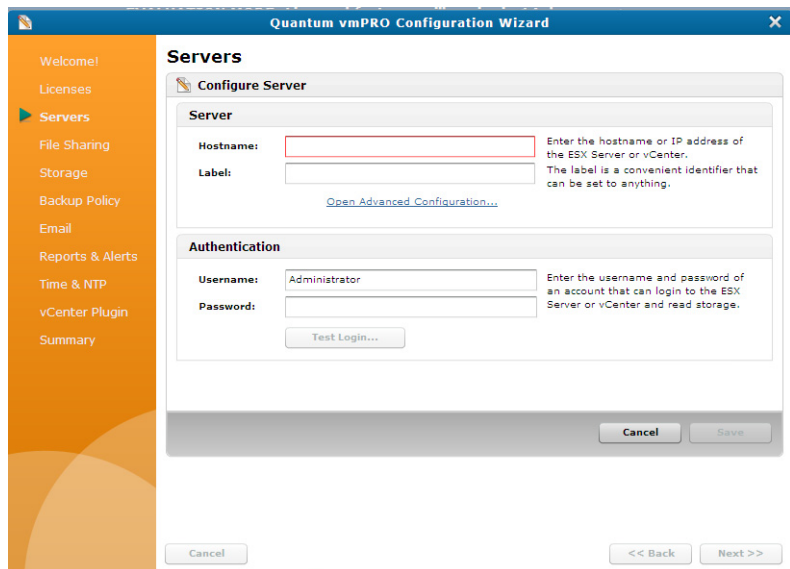 Quantum vmPRO Configuration Wizard
Welcome!
Licenses
Servers
File Sharing
Storage
Backup Policy
Email
Reports & Alerts
Time & NTP
vCenter Plugin
Summary
Servers
Configure Server
Server
Hostname:
Enter the hostname or IP address of
the ESX Server or vCenter.
Label:
The label is a convenient identifier that
can be set to anything.
Open Advanced Configuration...
Authentication
Username:
Administrator
Enter the username and password of
an account that can login to the ESX
Server or vCenter and read storage.
Password:
Test Login...
Cancel
Save
Cancel
<< Back
Next >>